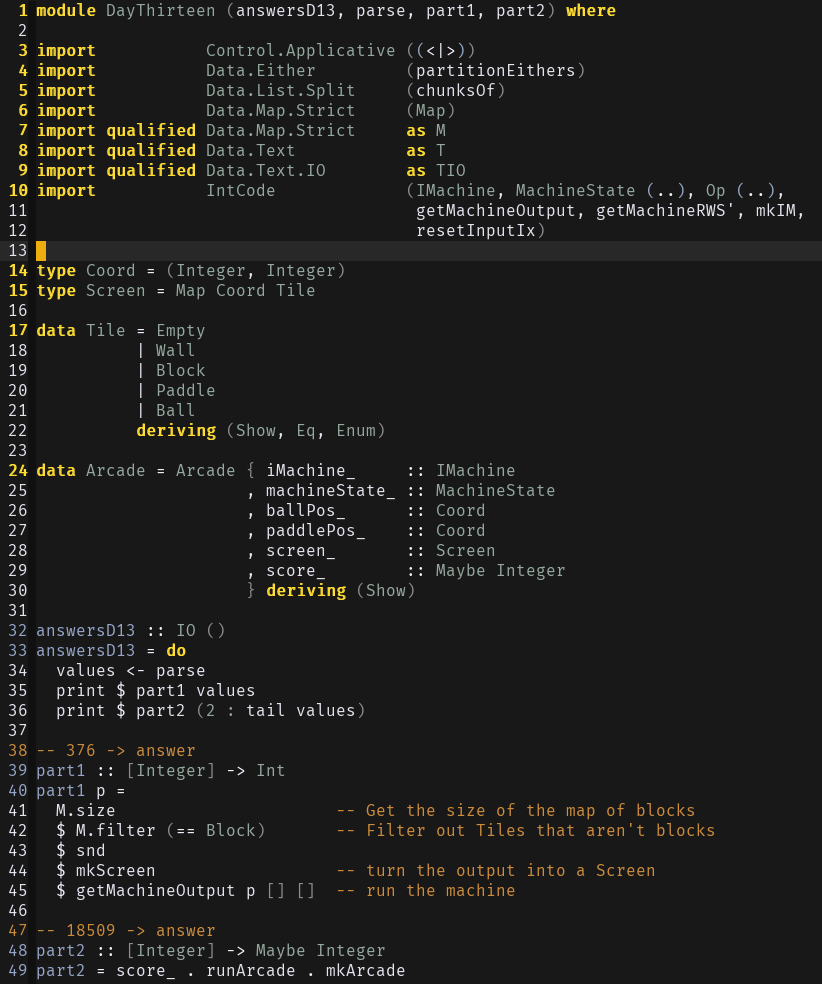 1 module DayThirteen (answersD13, parse, part1, part2) where
2
3 import           Control.Applicative ((<|>))
4 import           Data.Either         (partitionEithers)
5 import           Data.List.Split     (chunksOf)
6 import           Data.Map.Strict     (Map)
7 import qualified Data.Map.Strict     as M
8 import qualified Data.Text           as T
9 import qualified Data.Text.IO        as TIO
10 import           IntCode             (IMachine, MachineState (..), Op (..),
11                                       getMachineOutput, getMachineRWS', mkIM,
12                                       resetInputIx)
13
14 type Coord = (Integer, Integer)
15 type Screen = Map Coord Tile
16
17 data Tile = Empty
18           | Wall
19           | Block
20           | Paddle
21           | Ball
22           deriving (Show, Eq, Enum)
23
24 data Arcade = Arcade { iMachine_     :: IMachine
25                      , machineState_ :: MachineState
26                      , ballPos_      :: Coord
27                      , paddlePos_    :: Coord
28                      , screen_       :: Screen
29                      , score_        :: Maybe Integer
30                      } deriving (Show)
31
32 answersD13 :: IO ()
33 answersD13 = do
34   values <- parse
35   print $ part1 values
36   print $ part2 (2 : tail values)
37
38 -- 376 -> answer
39 part1 :: [Integer] -> Int
40 part1 p =
41   M.size                      -- Get the size of the map of blocks
42   $ M.filter (== Block)       -- Filter out Tiles that aren't blocks
43   $ snd
44   $ mkScreen                  -- turn the output into a Screen
45   $ getMachineOutput p [] []  -- run the machine
46
47 -- 18509 -> answer
48 part2 :: [Integer] -> Maybe Integer
49 part2 = score_ . runArcade . mkArcade